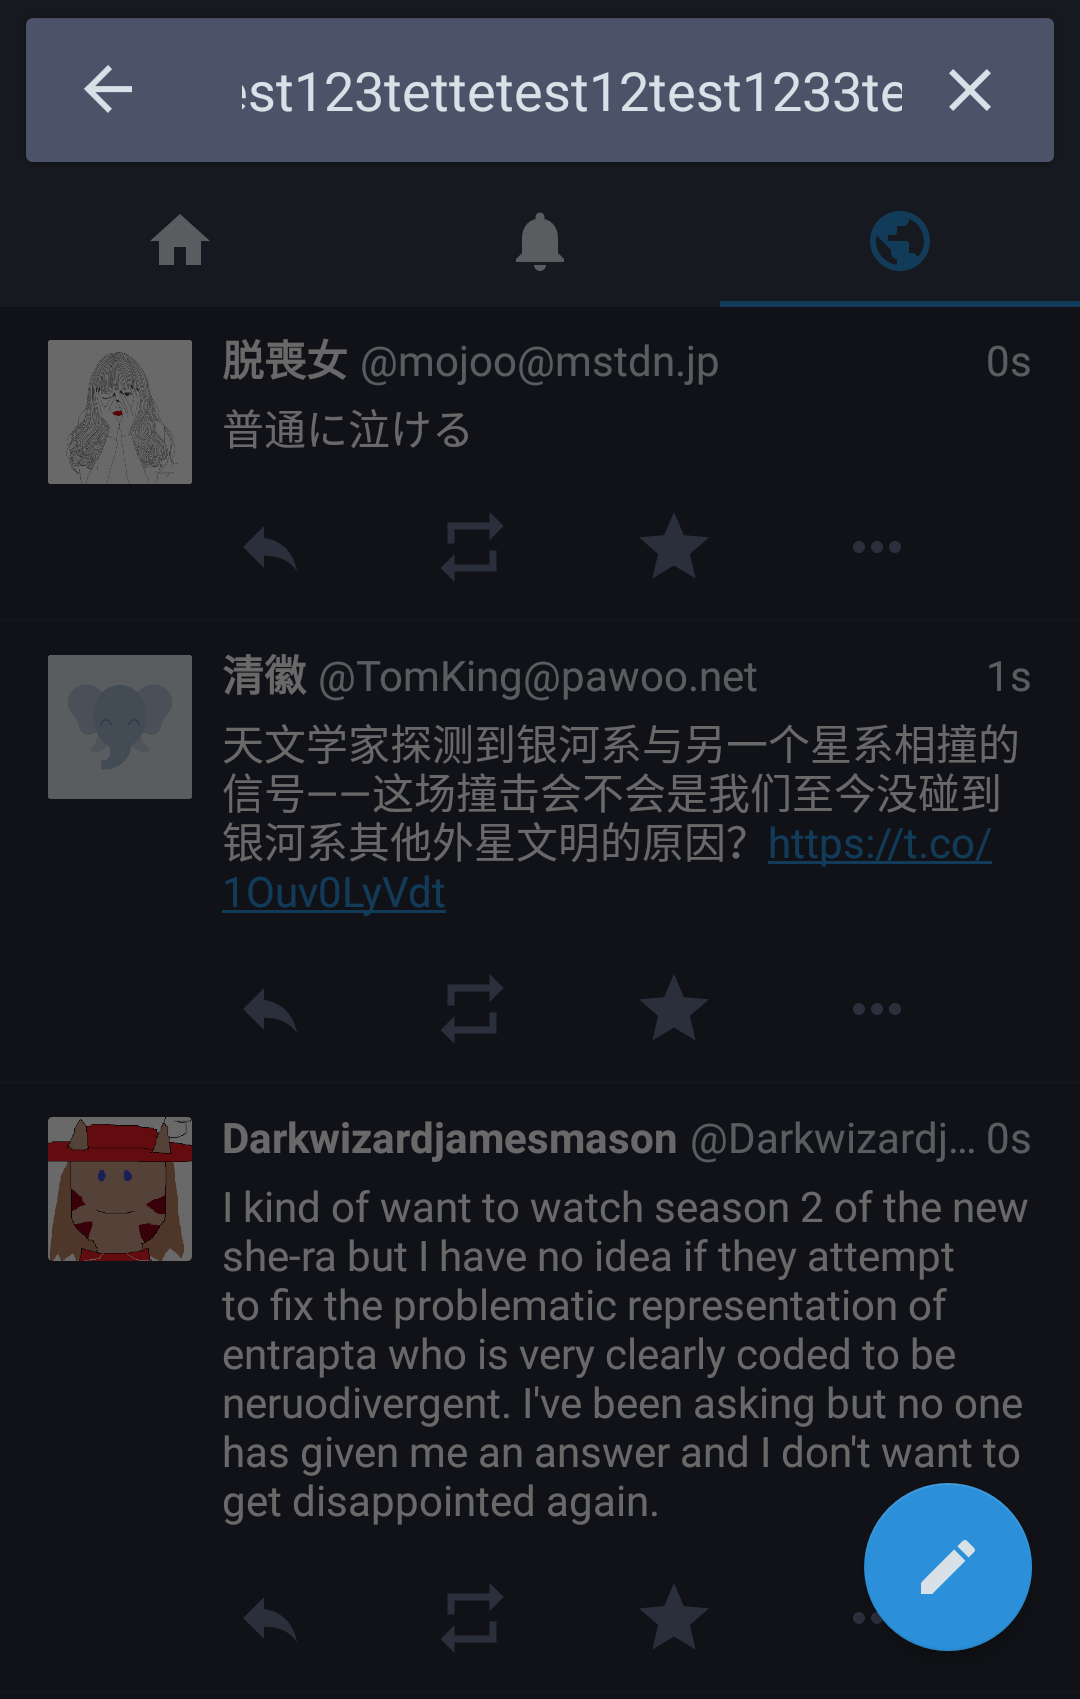 est123tettetest12test1233te
脱喪女 @mojoo@mstdn.jp 0s
普通に泣ける
清徽 @TomKing@pawoo.net 1s
天文学家探测到银河系与另一个星系相撞的
信号——这场撞击会不会是我们至今没碰到
银河系其他外星文明的原因？https://t.co/
1Ouv0LyVdt
Darkwizardjamesmason @Darkwizardj... 0s
I kind of want to watch season 2 of the new
she-ra but I have no idea if they attempt
to fix the problematic representation of
entrapta who is very clearly coded to be
neruodivergent. I've been asking but no one
has given me an answer and I don't want to
get disappointed again.